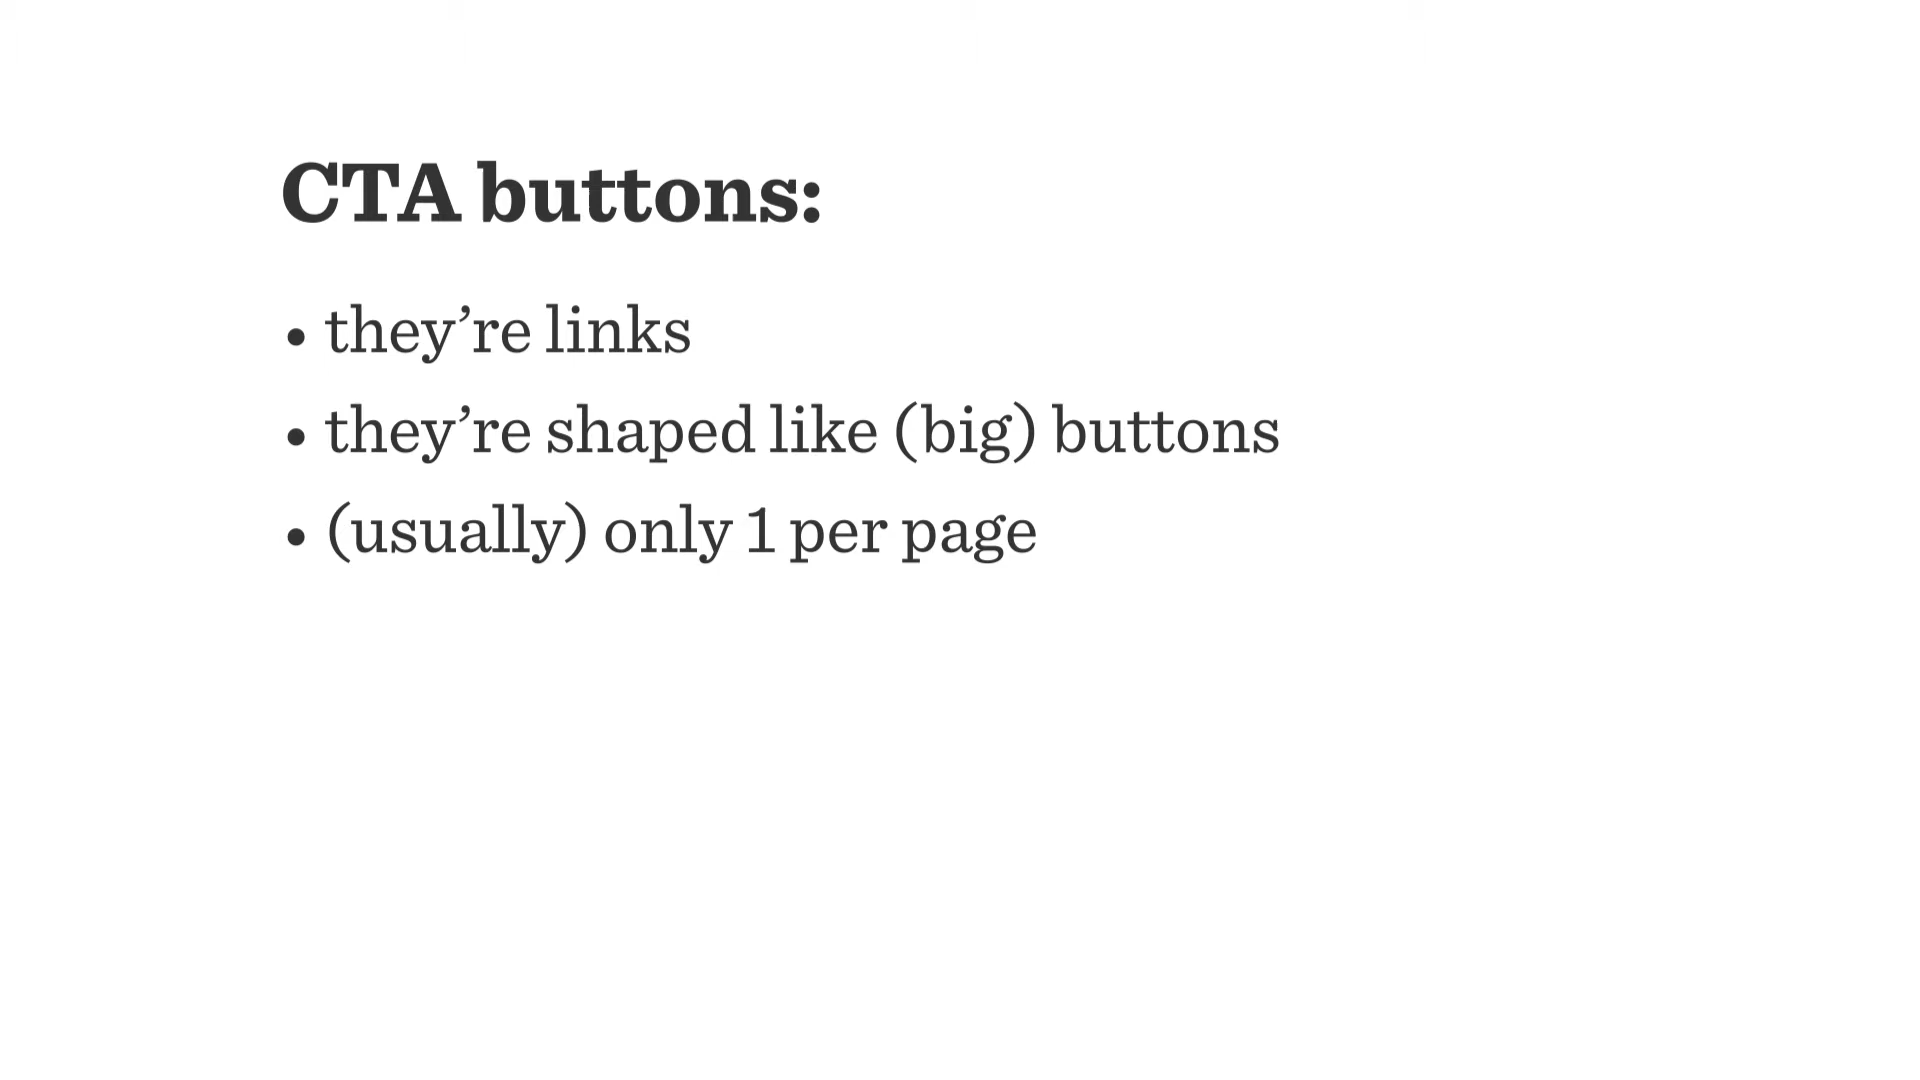 CTA buttons:
• they’re links
• they’re shaped like (big) buttons
• (usually) only 1 per page